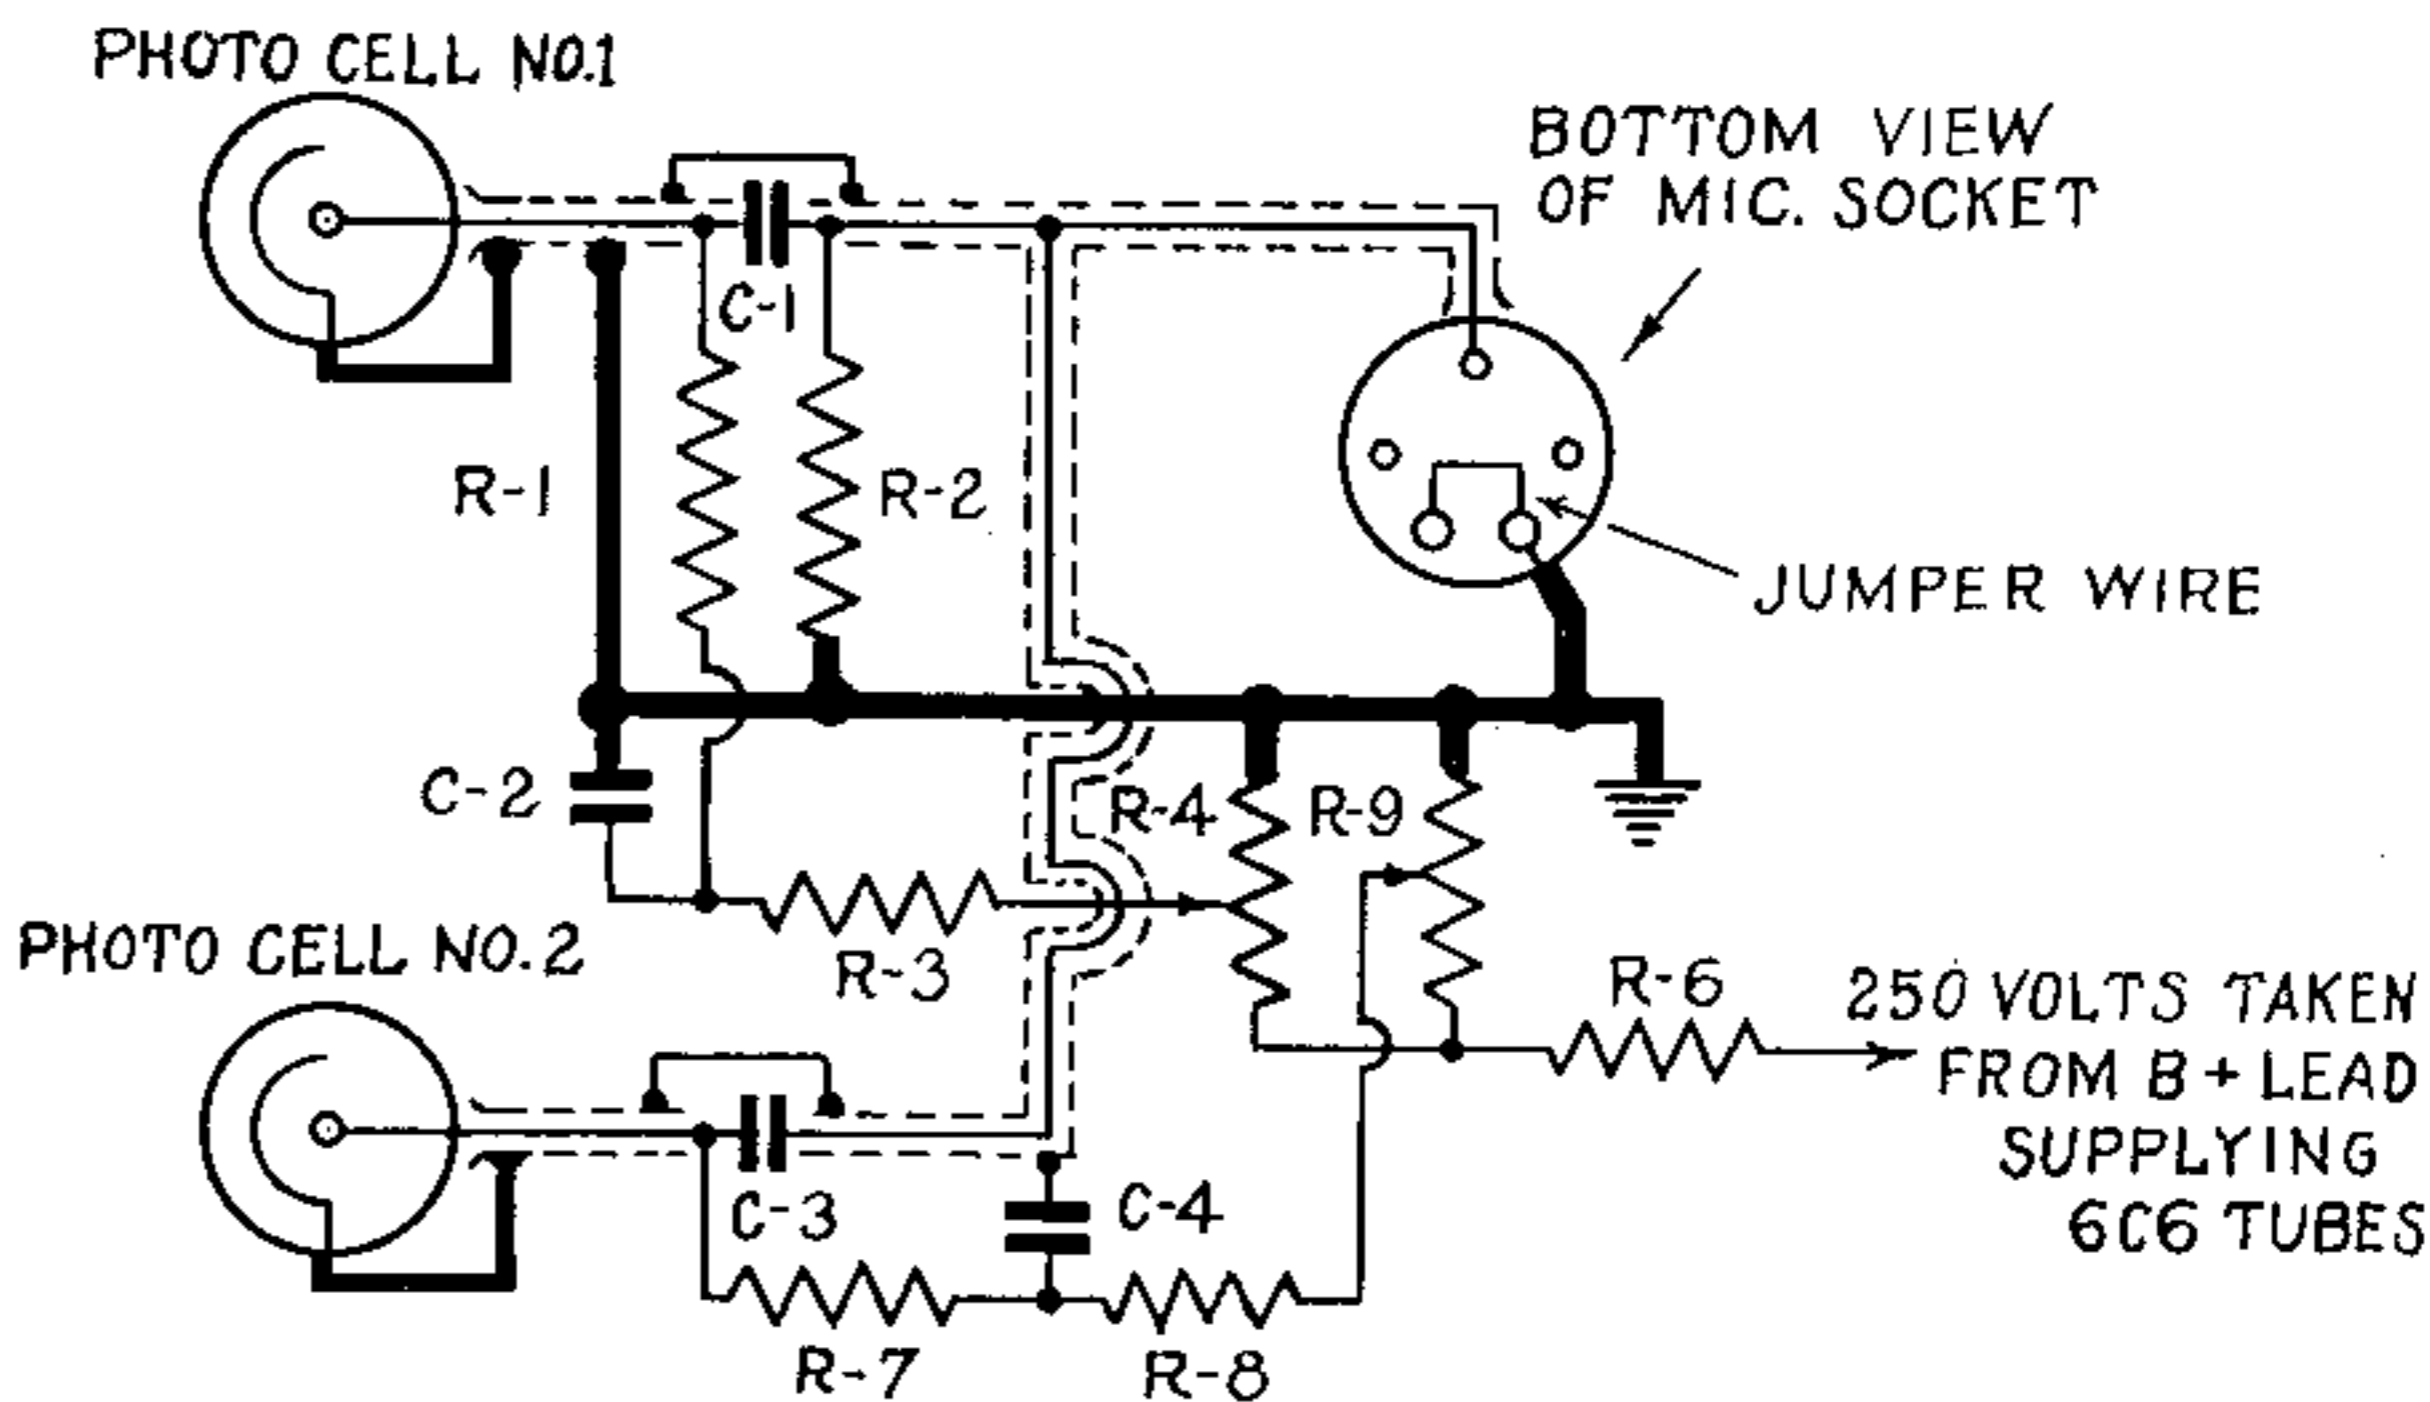 PHOTO CELL NO.1
BOTTOM VIEW
OF MIC. SOCKET
C-1
R-1
R-2
JUMPER WIRE
C-2
R-4
R-9
R-3
PHOTO CELL NO.2
R-6
250 VOLTS TAKEN
FROM B + LEAD
SUPPLYING
6C6 TUBES
C-3
C-4
R-7
R-8